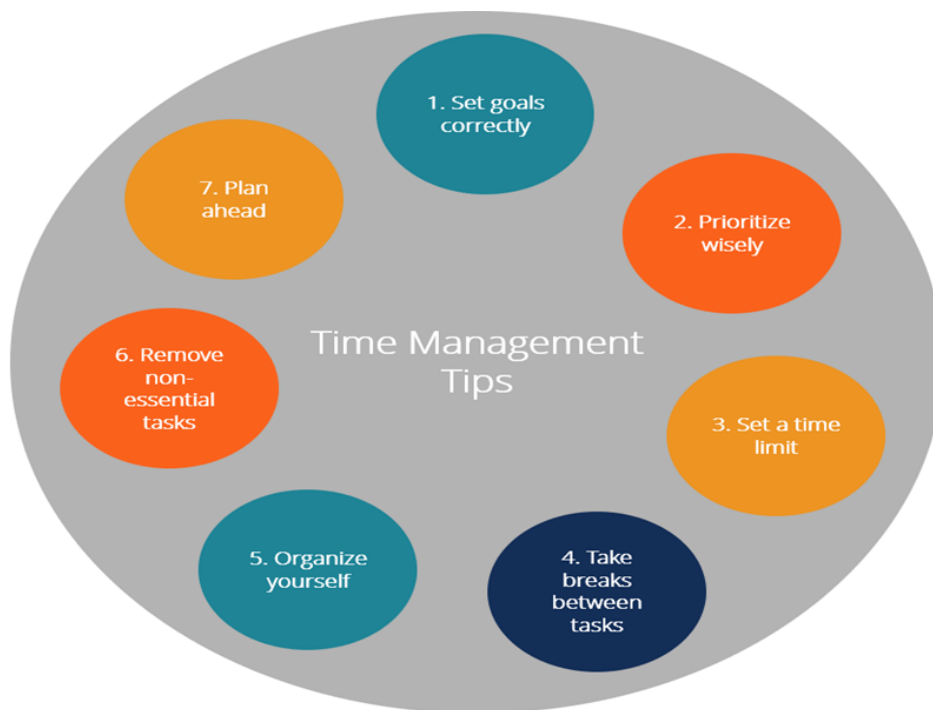 Time Management
Tips
1. Set goals
correctly
2. Prioritize
wisely
3. Set a time
limit
4. Take
breaks
between
tasks
5. Organize
yourself
6. Remove
non-
essential
tasks
7. Plan
ahead